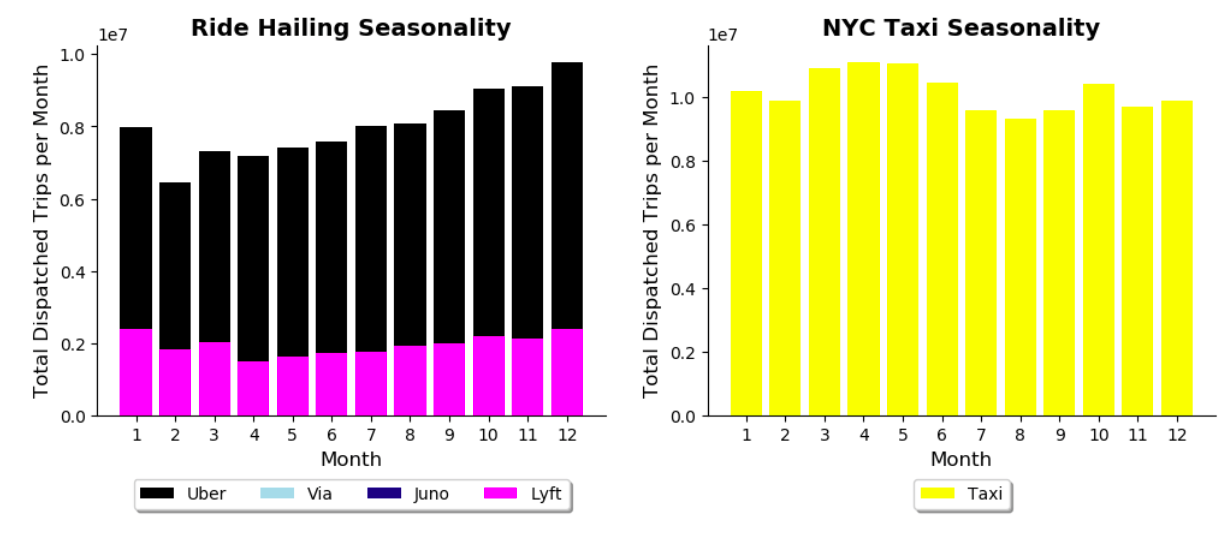 Ride Hailing Seasonality
1e7
Total Dispatched Trips per Month
1.0
0.8
0.6
0.4
0.2
0.0
1 2 3 4 5 6 7 8 9 10 11 12
Month
Uber Via Juno Lyft
NYC Taxi Seasonality
1e7
Total Dispatched Trips per Month
1.0
0.8
0.6
0.4
0.2
0.0
1 2 3 4 5 6 7 8 9 10 11 12
Month
Taxi